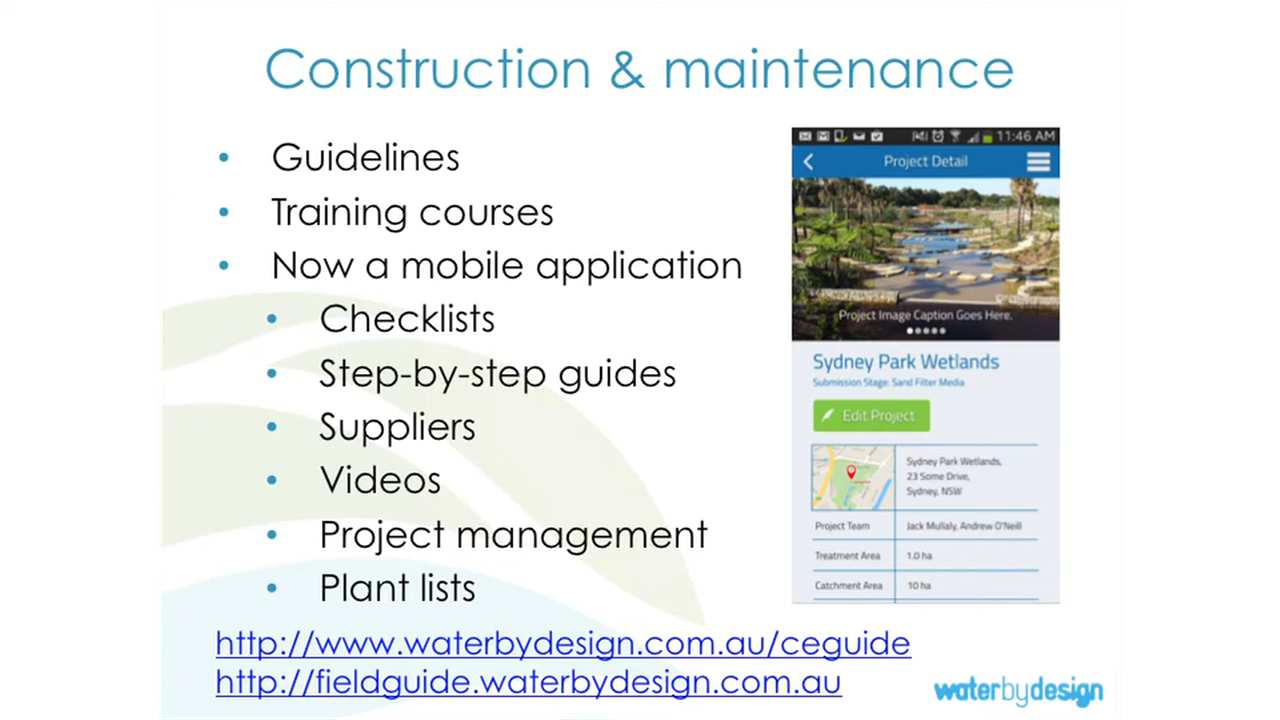 Construction & maintenance
• Guidelines
• Training courses
• Now a mobile application
• Checklists
• Step-by-step guides
• Suppliers
• Videos
• Project management
• Plant lists
http://www.waterbydesign.com.au/ceguide
http://fieldguide.waterbydesign.com.au
11:46 AM
Project Detail
Project Image Caption Goes Here.
Sydney Park Wetlands
Submission Stage: Sand Filter Media
Edit Project
Sydney Park Wetlands,
23 Some Drive,
Sydney, NSW
Project Team Jack Mullaly, Andrew O'Neill
Treatment Area 1.0 ha
Catchment Area 10 ha
waterbydesign